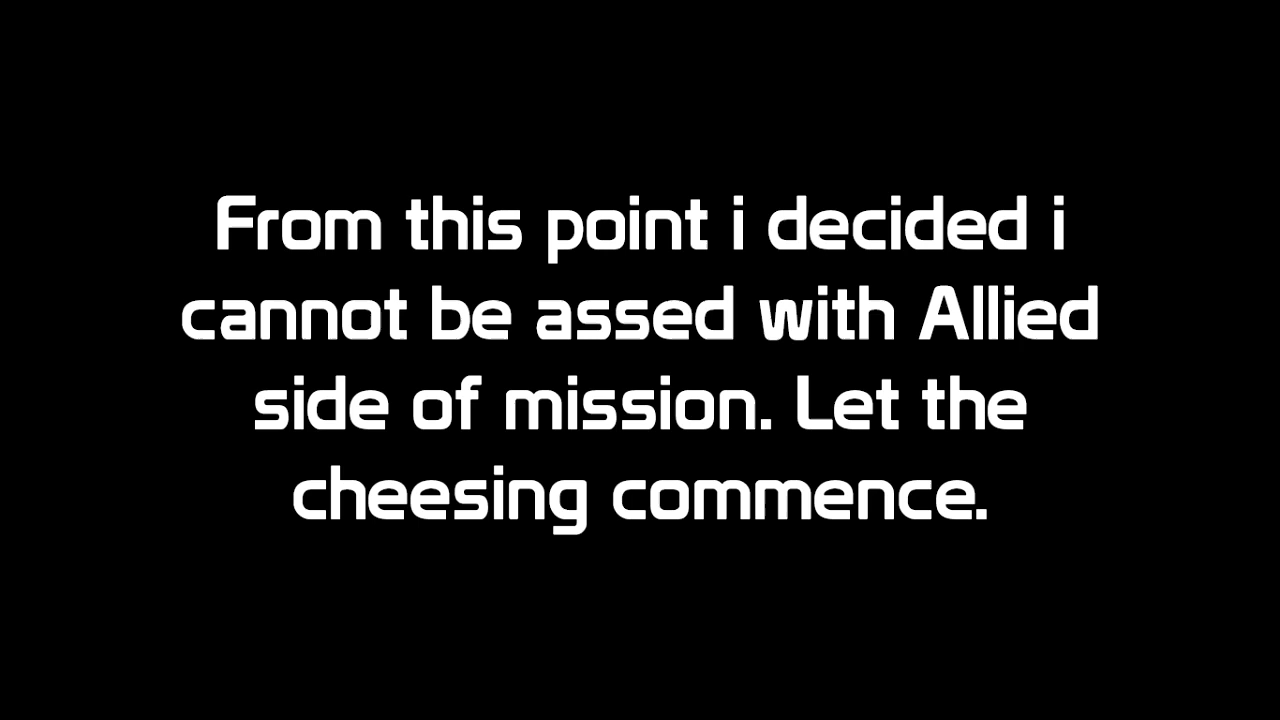 From this point i decided i
cannot be assed with Allied
side of mission. Let the
cheesing commence.